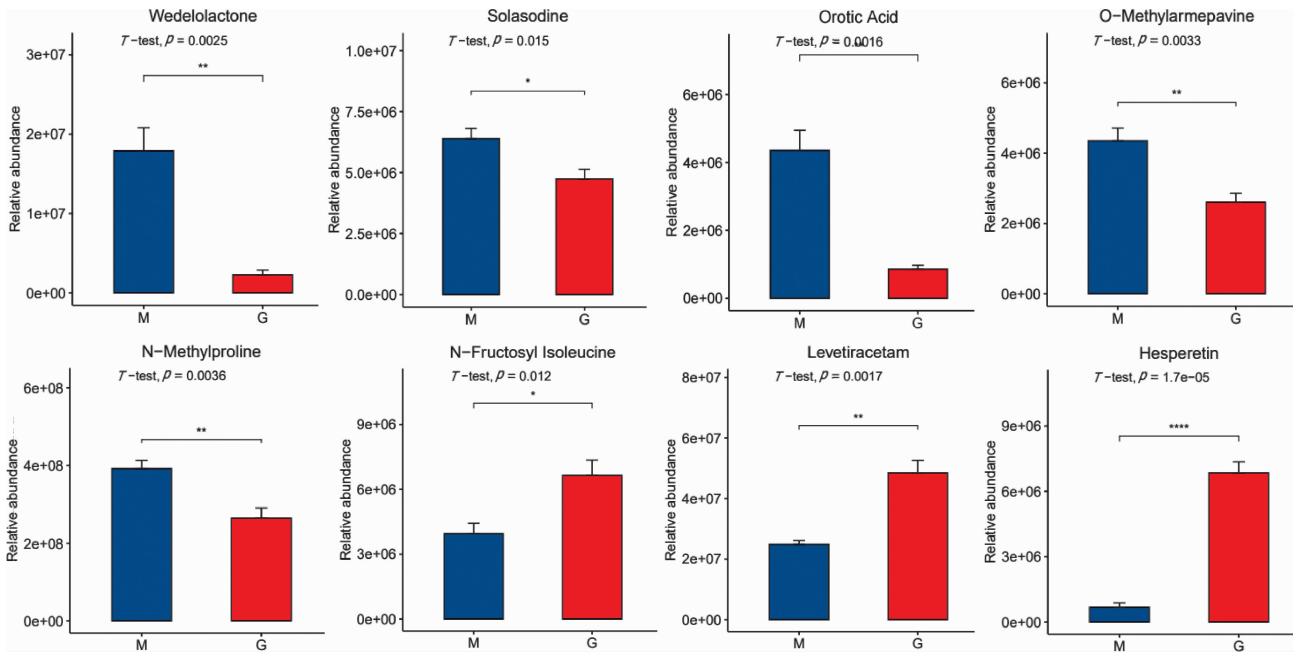 Wedelolactone
T-test, p = 0.0025
**
Relative abundance
3e+07
2e+07
1e+07
0e+00
M G
Solasodine
T-test, p = 0.015
*
Relative abundance
1.0e+07
7.5e+06
5.0e+06
2.5e+06
0.0e+00
M G
Orotic Acid
T-test, p = 0.0016
**
Relative abundance
6e+06
4e+06
2e+06
0e+00
M G
O-Methylarmepavine
T-test, p = 0.0033
**
Relative abundance
6e+06
4e+06
2e+06
0e+00
M G
N-Methylproline
T-test, p = 0.0036
**
Relative abundance
6e+08
4e+08
2e+08
0e+00
M G
N-Fructosyl Isoleucine
T-test, p = 0.012
*
Relative abundance
9e+06
6e+06
3e+06
0e+00
M G
Levetiracetam
T-test, p = 0.0017
**
Relative abundance
8e+07
6e+07
4e+07
2e+07
0e+00
M G
Hesperetin
T-test, p = 1.7e-05
****
Relative abundance
9e+06
6e+06
3e+06
0e+00
M G